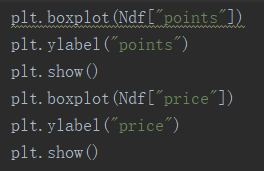 plt.boxplot(Ndf["points"])
plt.ylabel("points")
plt.show()
plt.boxplot(Ndf["price"])
plt.ylabel("price")
plt.show()